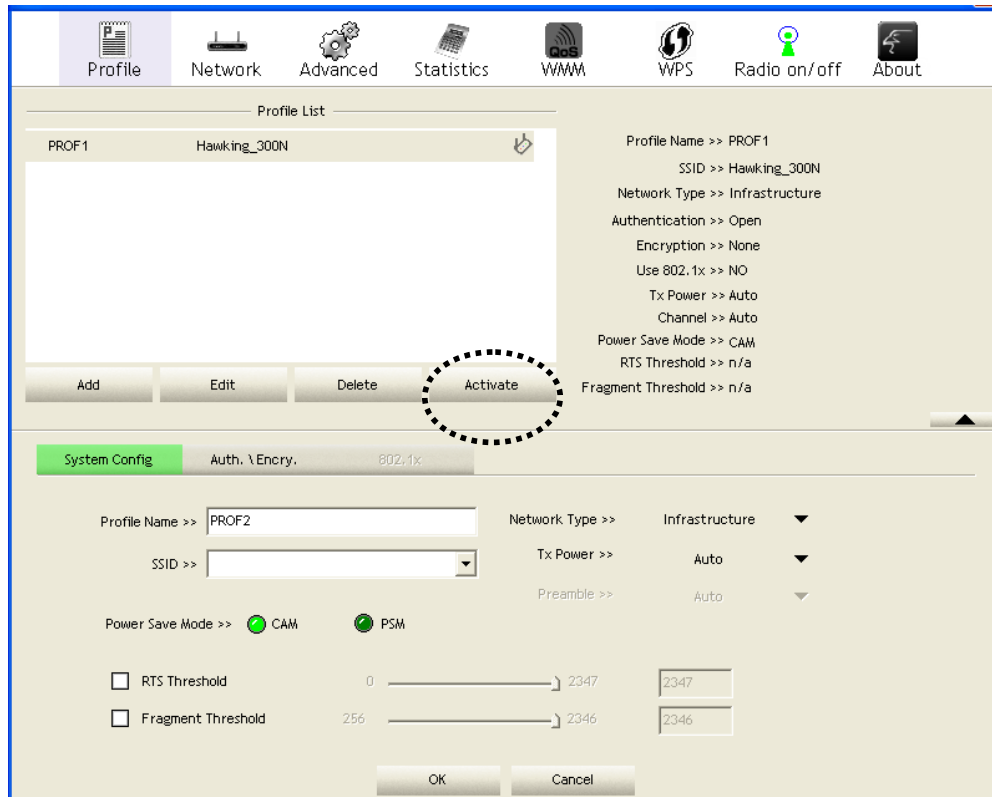 Profile Network Advanced Statistics QoS WMM WPS Radio on/off About
Profile List
PROF1 Hawking_300N
Add Edit Delete Activate
Profile Name >> PROF1
SSID >> Hawking_300N
Network Type >> Infrastructure
Authentication >> Open
Encryption >> None
Use 802.1x >> NO
Tx Power >> Auto
Channel >> Auto
Power Save Mode >> CAM
RTS Threshold >> n/a
Fragment Threshold >> n/a
System Config Auth. \ Encry. 802.1x
Profile Name >> PROF2 Network Type >> Infrastructure
SSID >> Tx Power >> Auto
Preamble >> Auto
Power Save Mode >> CAM PSM
RTS Threshold 0 2347 2347
Fragment Threshold 256 2346 2346
OK Cancel